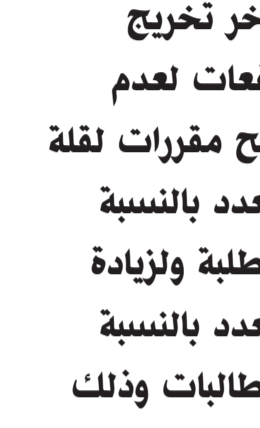 خر تخريج
فعات لعدم
ح مقررات لقلة
عدد بالنسبة
طلبة ولزيادة
عدد بالنسبة
طالبات وذلك